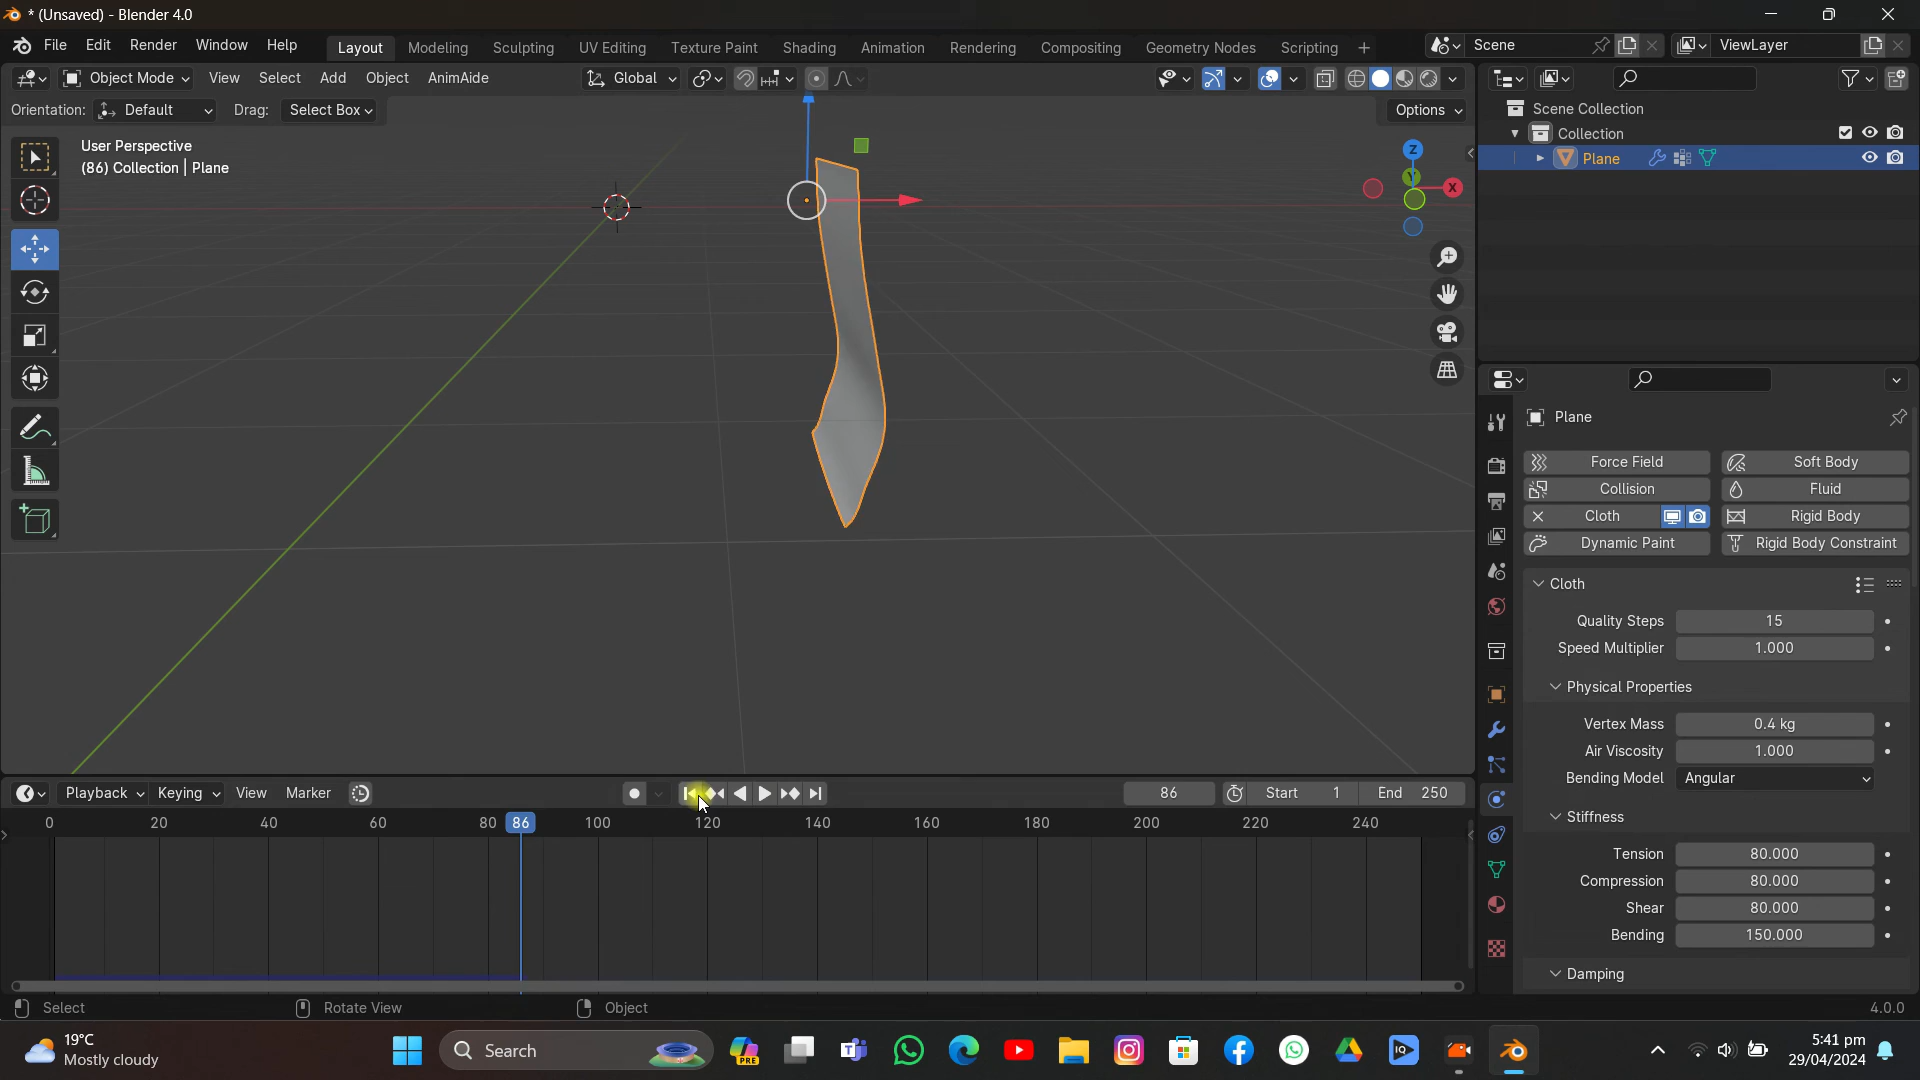 * (Unsaved) - Blender 4.0
File Edit Render Window Help Layout Modeling Sculpting UV Editing Texture Paint Shading Animation Rendering Compositing Geometry Nodes Scripting + Scene ViewLayer
Object Mode View Select Add Object AnimAide Global
Orientation: Default Drag: Select Box Options
User Perspective
(86) Collection | Plane
Z
Y
X
Scene Collection
Collection
Plane
Plane
Force Field Soft Body
Collision Fluid
Cloth Rigid Body
Dynamic Paint Rigid Body Constraint
Cloth
Quality Steps 15
Speed Multiplier 1.000
Physical Properties
Vertex Mass 0.4 kg
Air Viscosity 1.000
Bending Model Angular
Stiffness
Tension 80.000
Compression 80.000
Shear 80.000
Bending 150.000
Damping
Playback Keying View Marker 86 Start 1 End 250
0 20 40 60 80 86 100 120 140 160 180 200 220 240
Select Rotate View Object 4.0.0
19°C
Mostly cloudy
Search
PRE
IQ
5:41 pm
29/04/2024